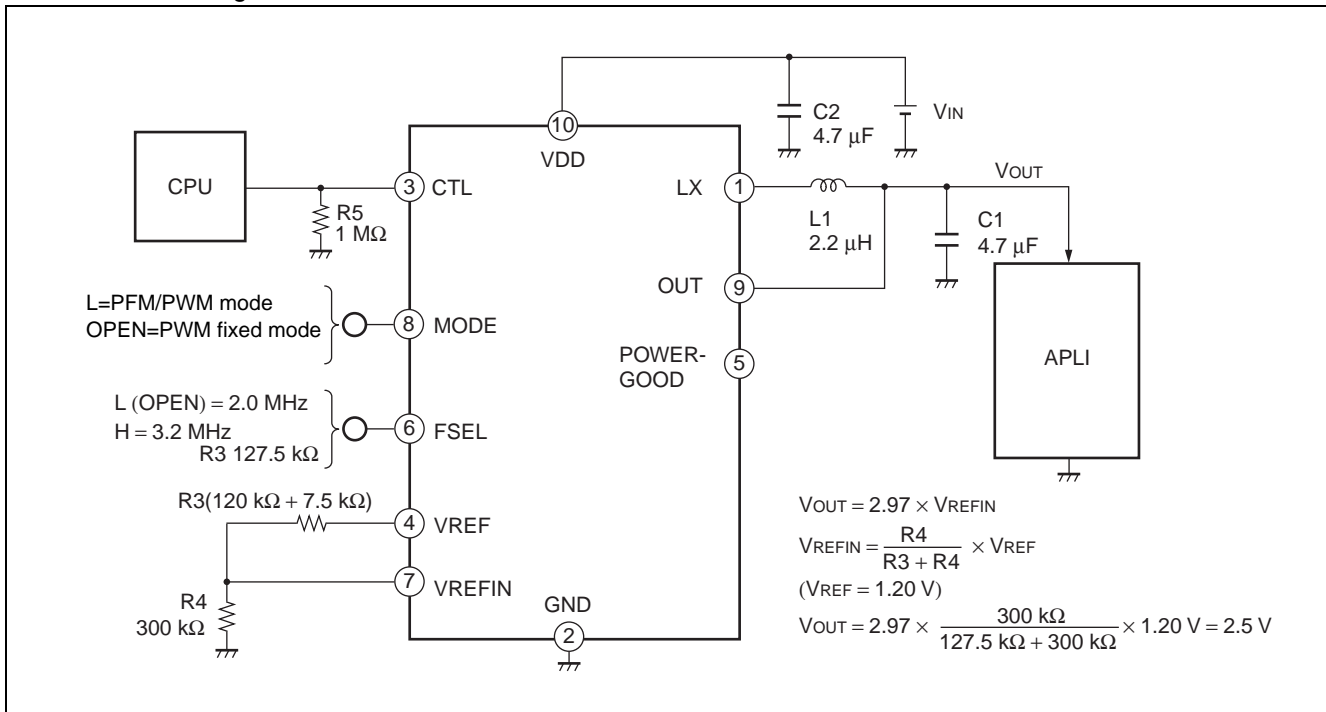 C2
4.7 μF
VIN
10
VDD
CPU
3
CTL
R5
1 MΩ
LX
1
L1
2.2 μH
VOUT
C1
4.7 μF
OUT
9
L=PFM/PWM mode
OPEN=PWM fixed mode
8
MODE
POWER-
GOOD
5
APLI
L (OPEN) = 2.0 MHz
H = 3.2 MHz
R3 127.5 kΩ
6
FSEL
R3(120 kΩ + 7.5 kΩ)
4
VREF
7
VREFIN
R4
300 kΩ
GND
2
VOUT = 2.97 × VREFIN
VREFIN = R4 / R3 + R4 × VREF
(VREF = 1.20 V)
VOUT = 2.97 × 300 kΩ / 127.5 kΩ + 300 kΩ × 1.20 V = 2.5 V